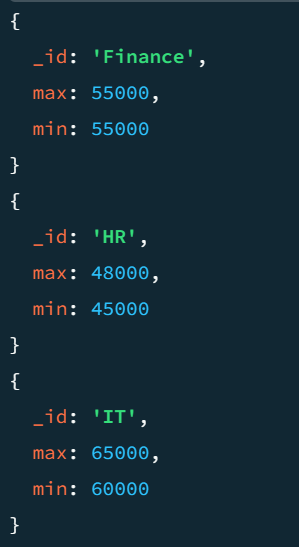 {
  _id: 'Finance',
  max: 55000,
  min: 55000
}
{
  _id: 'HR',
  max: 48000,
  min: 45000
}
{
  _id: 'IT',
  max: 65000,
  min: 60000
}